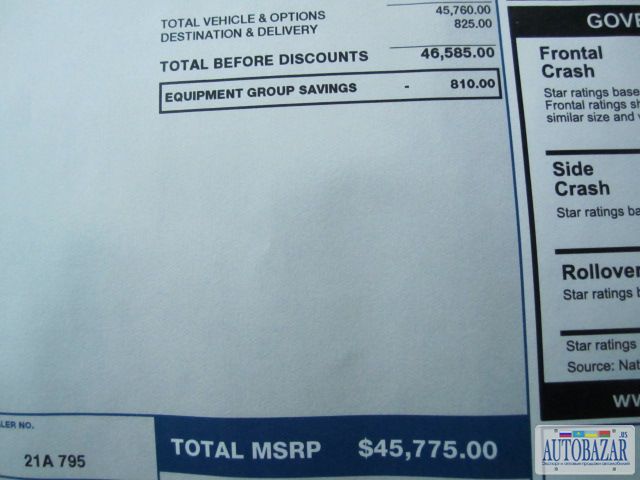 45,760.00
TOTAL VEHICLE & OPTIONS 825.00
DESTINATION & DELIVERY
TOTAL BEFORE DISCOUNTS 46,585.00
EQUIPMENT GROUP SAVINGS - 810.00
LER NO.
21A 795
TOTAL MSRP $45,775.00
GOVE
Frontal
Crash
Star ratings base
Frontal ratings sh
similar size and
Side
Crash
Star ratings ba
Rollover
Star ratings b
Star ratings
Source: Nat
WV
AUTOBAZAR.US